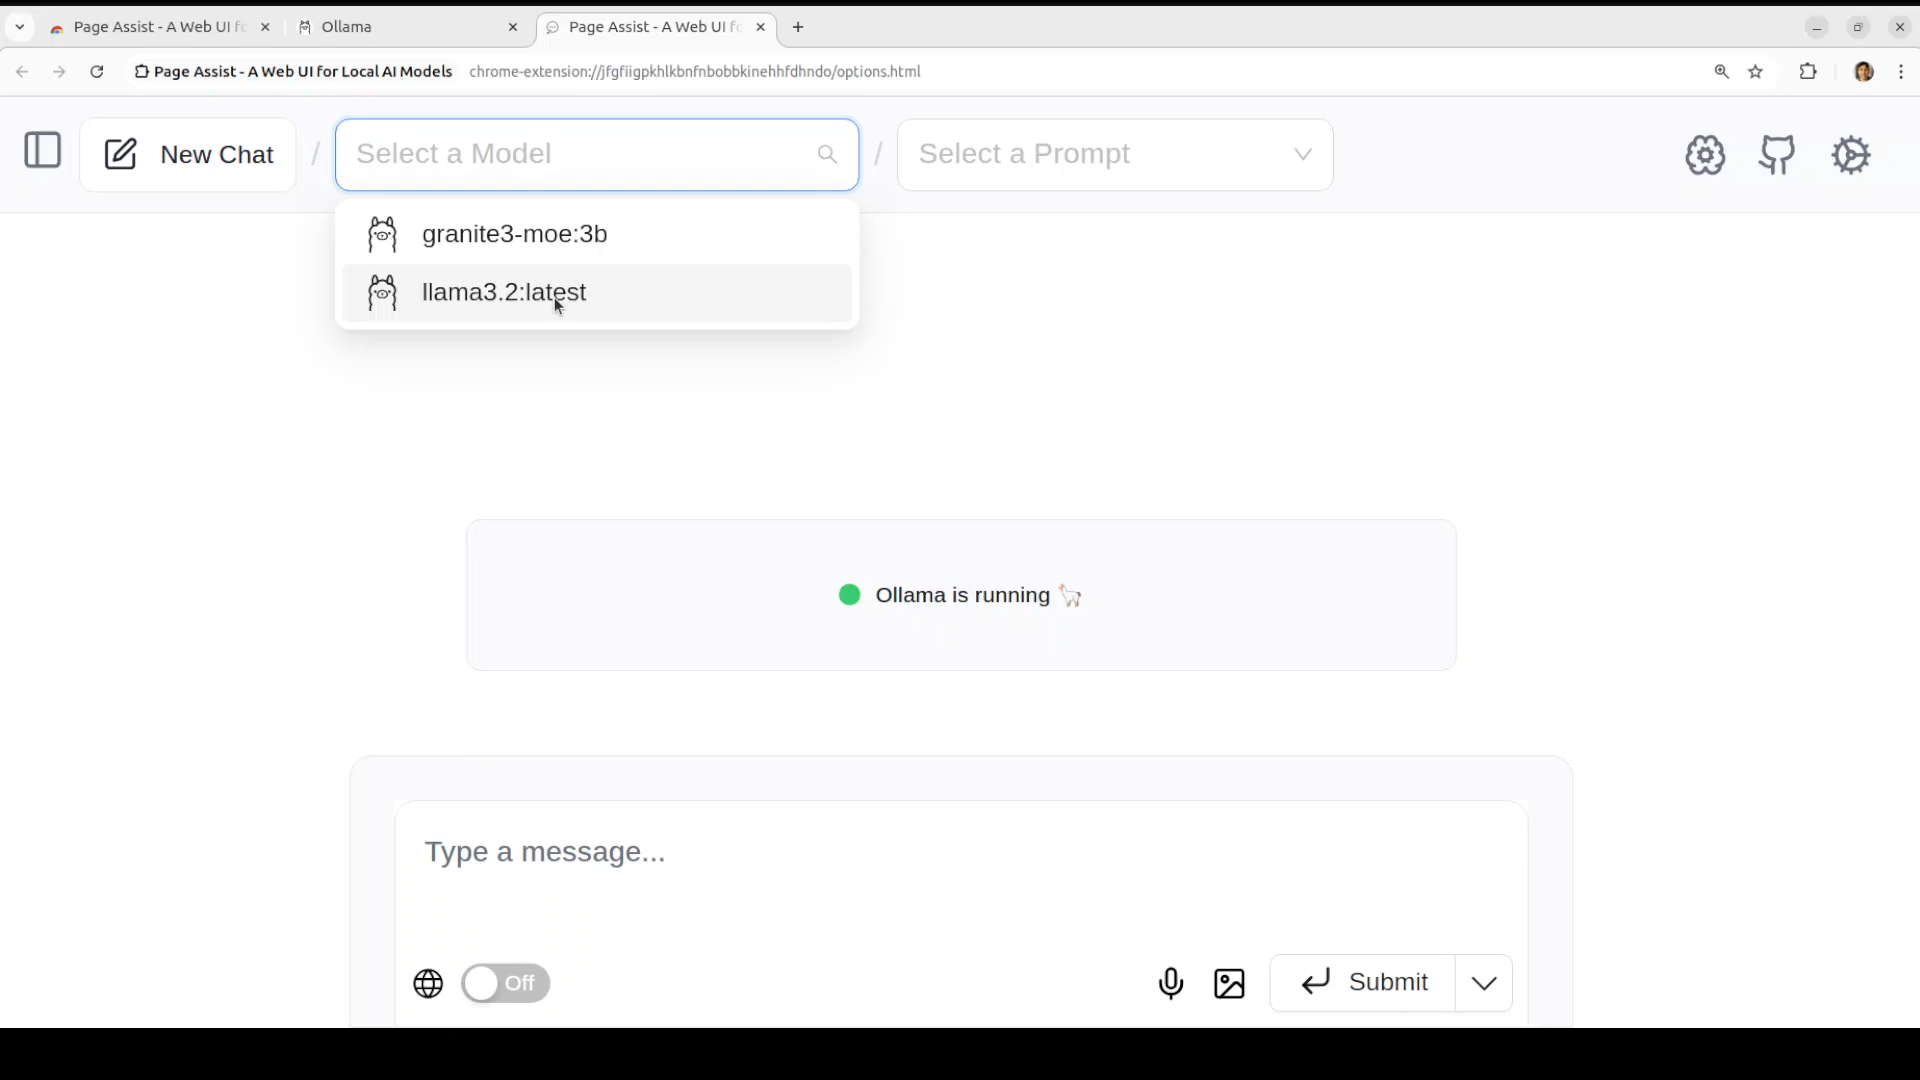 Page Assist - A Web UI fo
Ollama
Page Assist - A Web UI fo
Page Assist - A Web UI for Local AI Models
chrome-extension://jfgfiigpkhlkbnfnbobbkinehhfdhndo/options.html
New Chat
/
Select a Model
/
Select a Prompt
granite3-moe:3b
llama3.2:latest
Ollama is running 🦙
Type a message...
Off
Submit